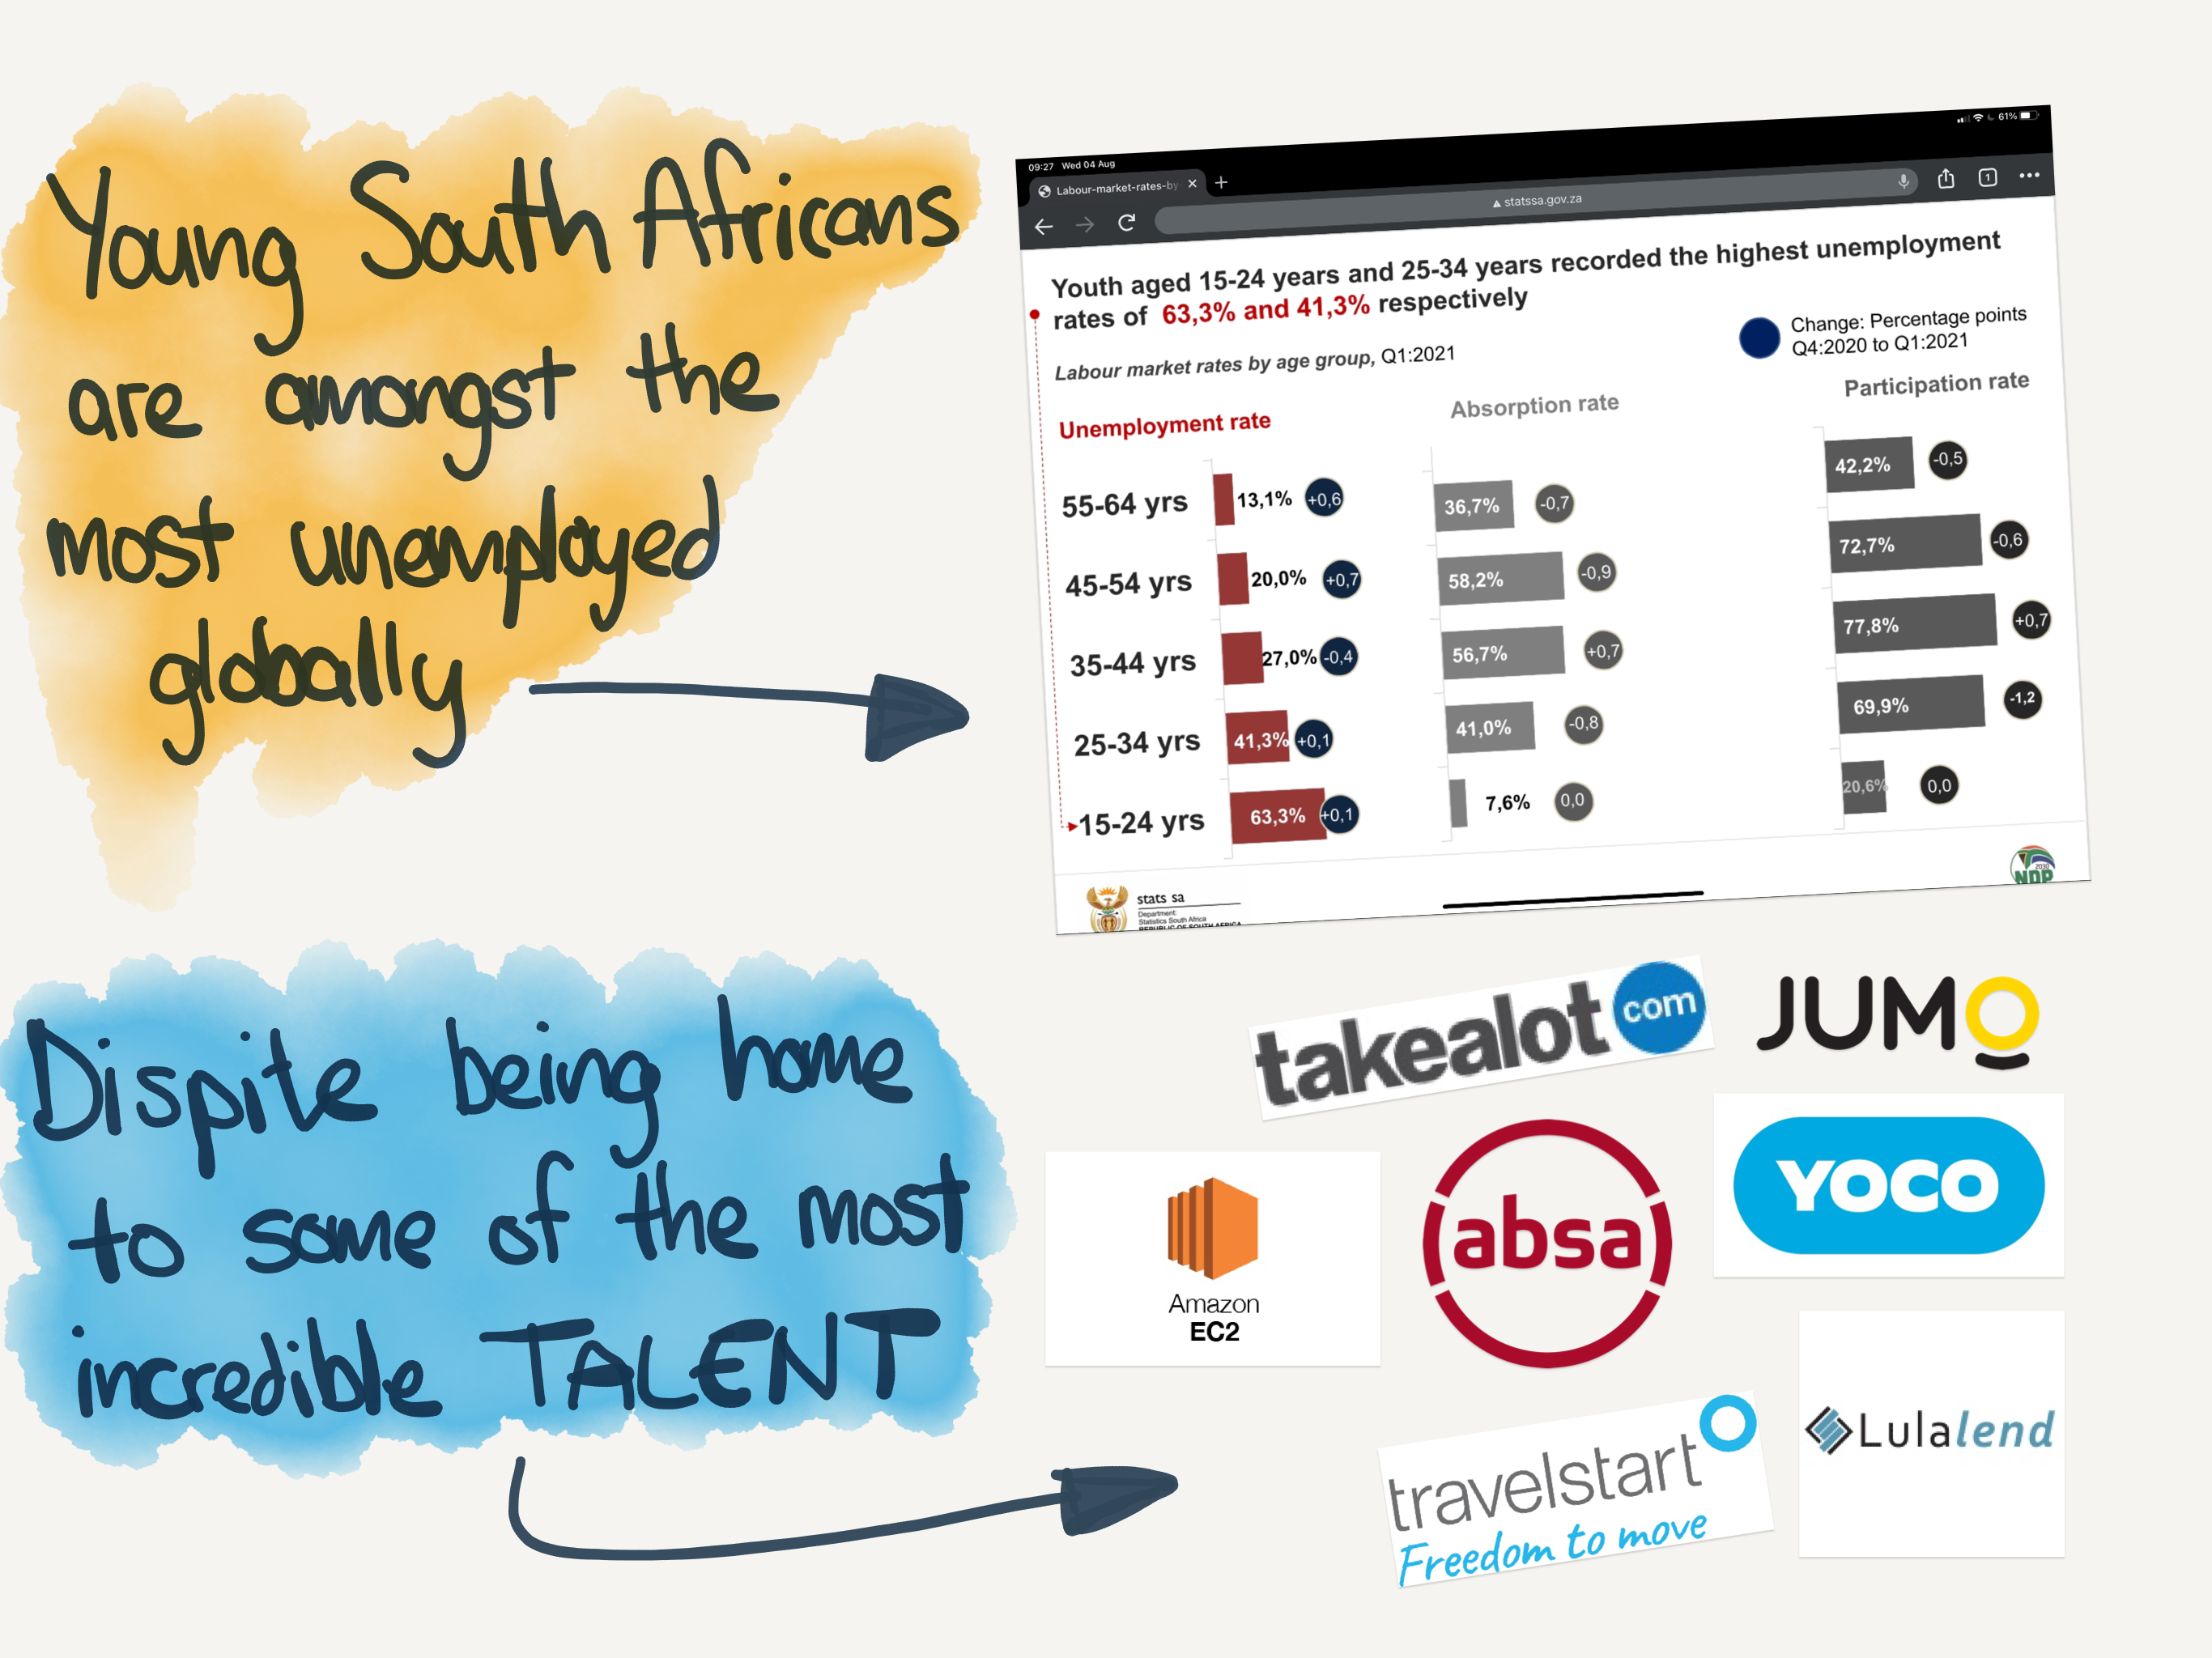 Young South Africans
are amongst the
most unemployed
globally
09:27 Wed 04 Aug
61%
Labour-market-rates-by
statssa.gov.za
1
Youth aged 15-24 years and 25-34 years recorded the highest unemployment
rates of 63,3% and 41,3% respectively
Labour market rates by age group, Q1:2021
Change: Percentage points
Q4:2020 to Q1:2021
Unemployment rate
Absorption rate
Participation rate
55-64 yrs 13,1% +0,6 36,7% -0,7 42,2% -0,5
45-54 yrs 20,0% +0,7 58,2% -0,9 72,7% -0,6
35-44 yrs 27,0% -0,4 56,7% +0,7 77,8% +0,7
25-34 yrs 41,3% +0,1 41,0% -0,8 69,9% -1,2
15-24 yrs 63,3% +0,1 7,6% 0,0 20,6% 0,0
stats sa
Department:
Statistics South Africa
REPUBLIC OF SOUTH AFRICA
2030
NDP
Dispite being home
to some of the most
incredible TALENT
takealot com
JUMO
Amazon
EC2
absa
YOCO
travelstart
Freedom to move
Lulalend